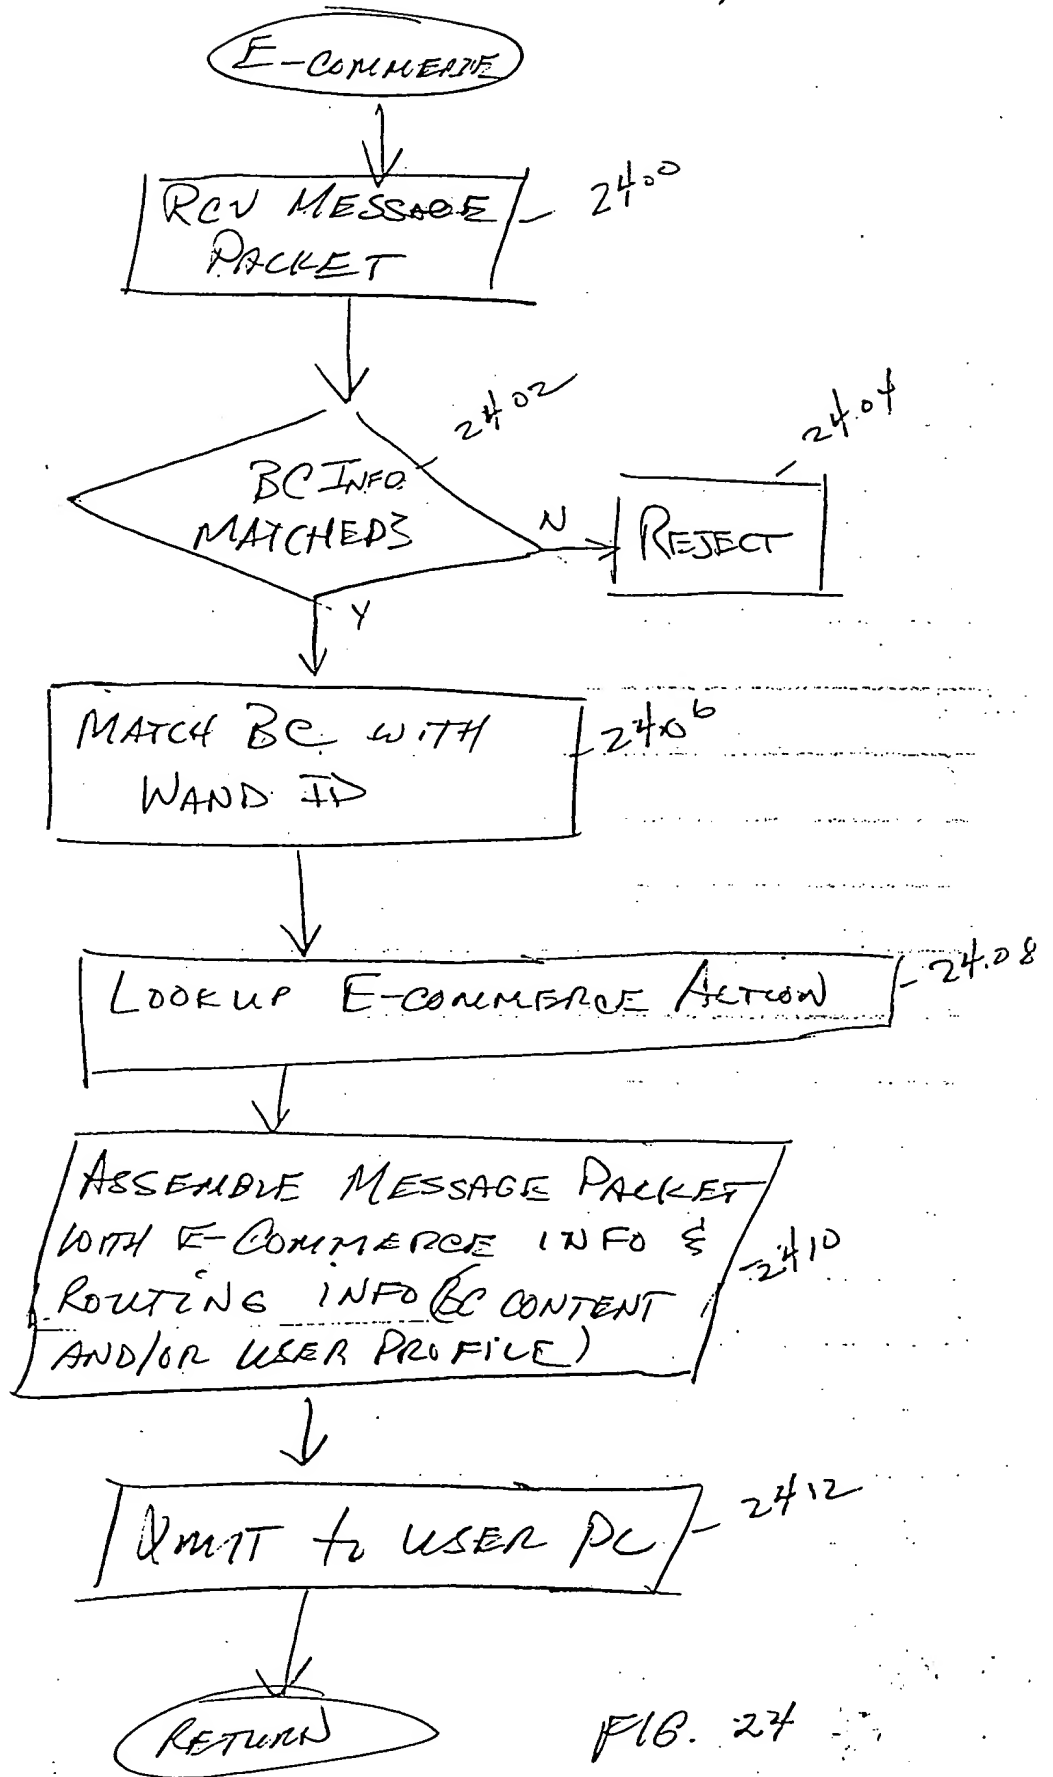 E-COMMERCE
RCV MESSAGE
PACKET
2400
2402
BC INFO
MATCHED?
N
2404
REJECT
Y
MATCH BC WITH
WAND ID
2406
LOOKUP E-COMMERCE ACTION
2408
ASSEMBLE MESSAGE PACKET
WITH E-COMMERCE INFO &
ROUTING INFO (BC CONTENT
AND/OR USER PROFILE)
2410
XMIT to USER PC
2412
RETURN
FIG. 24